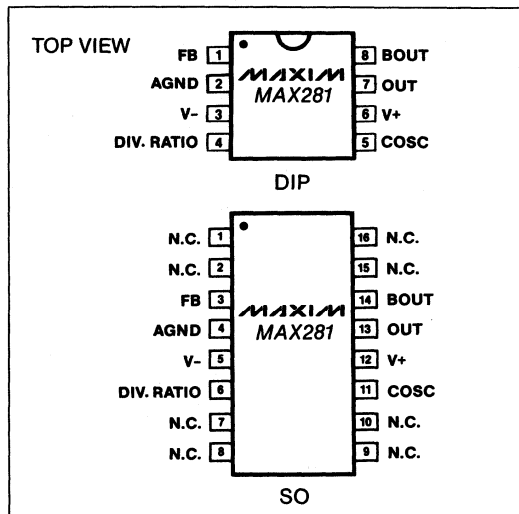 TOP VIEW
FB 1 8 BOUT
AGND 2 7 OUT
V– 3 6 V+
DIV. RATIO 4 5 COSC
MAXIM
MAX281
DIP
N.C. 1 16 N.C.
N.C. 2 15 N.C.
FB 3 14 BOUT
AGND 4 13 OUT
V– 5 12 V+
DIV. RATIO 6 11 COSC
N.C. 7 10 N.C.
N.C. 8 9 N.C.
MAXIM
MAX281
SO